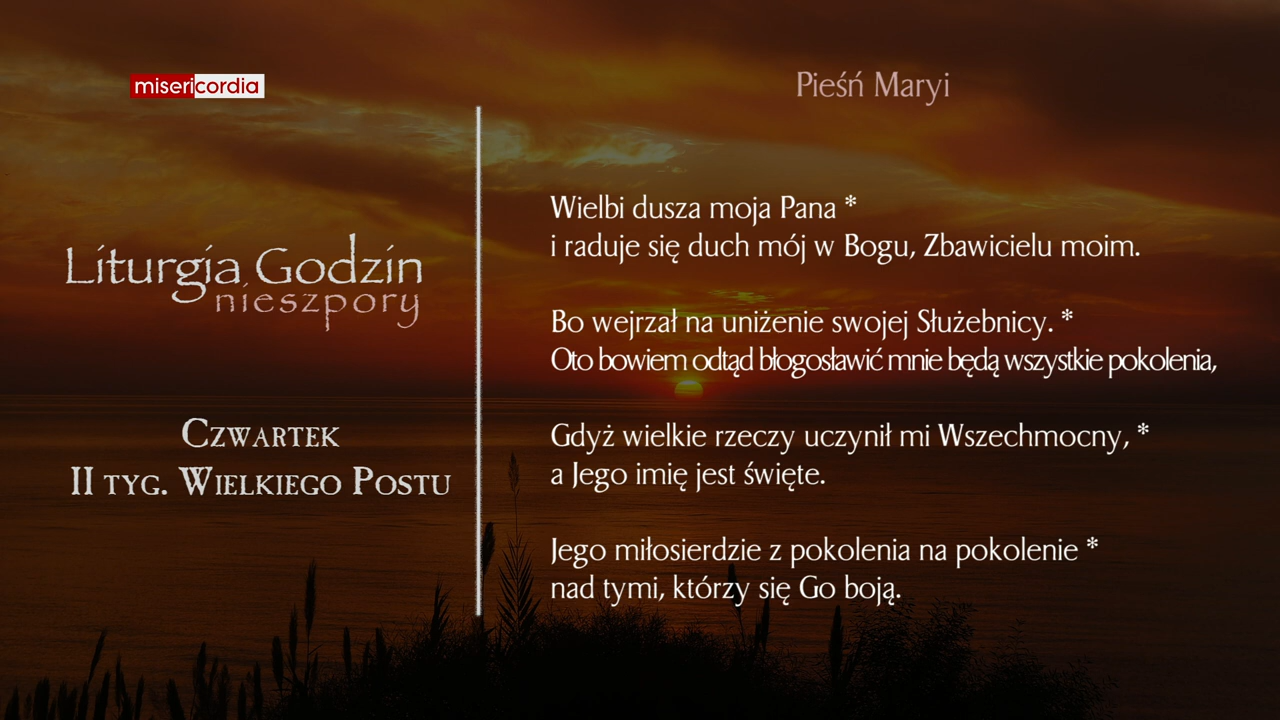 misericordia
Liturgia Godzin
nieszpory
Czwartek
II tyg. Wielkiego Postu
Pieśń Maryi
Wielbi dusza moja Pana *
i raduje się duch mój w Bogu, Zbawicielu moim.
Bo wejrzał na uniżenie swojej Służebnicy. *
Oto bowiem odtąd błogosławić mnie będą wszystkie pokolenia,
Gdyż wielkie rzeczy uczynił mi Wszechmocny, *
a Jego imię jest święte.
Jego miłosierdzie z pokolenia na pokolenie *
nad tymi, którzy się Go boją.